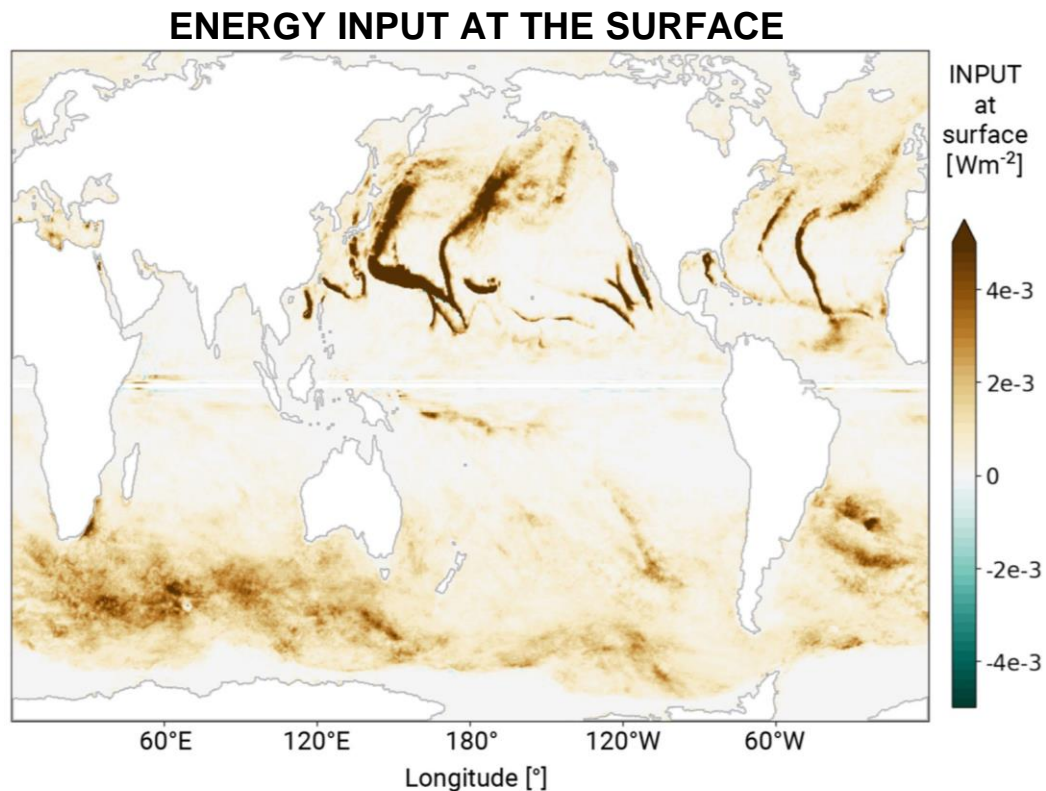 ENERGY INPUT AT THE SURFACE
INPUT
at
surface
[Wm⁻²]
4e-3
2e-3
0
-2e-3
-4e-3
60°E 120°E 180° 120°W 60°W
Longitude [°]